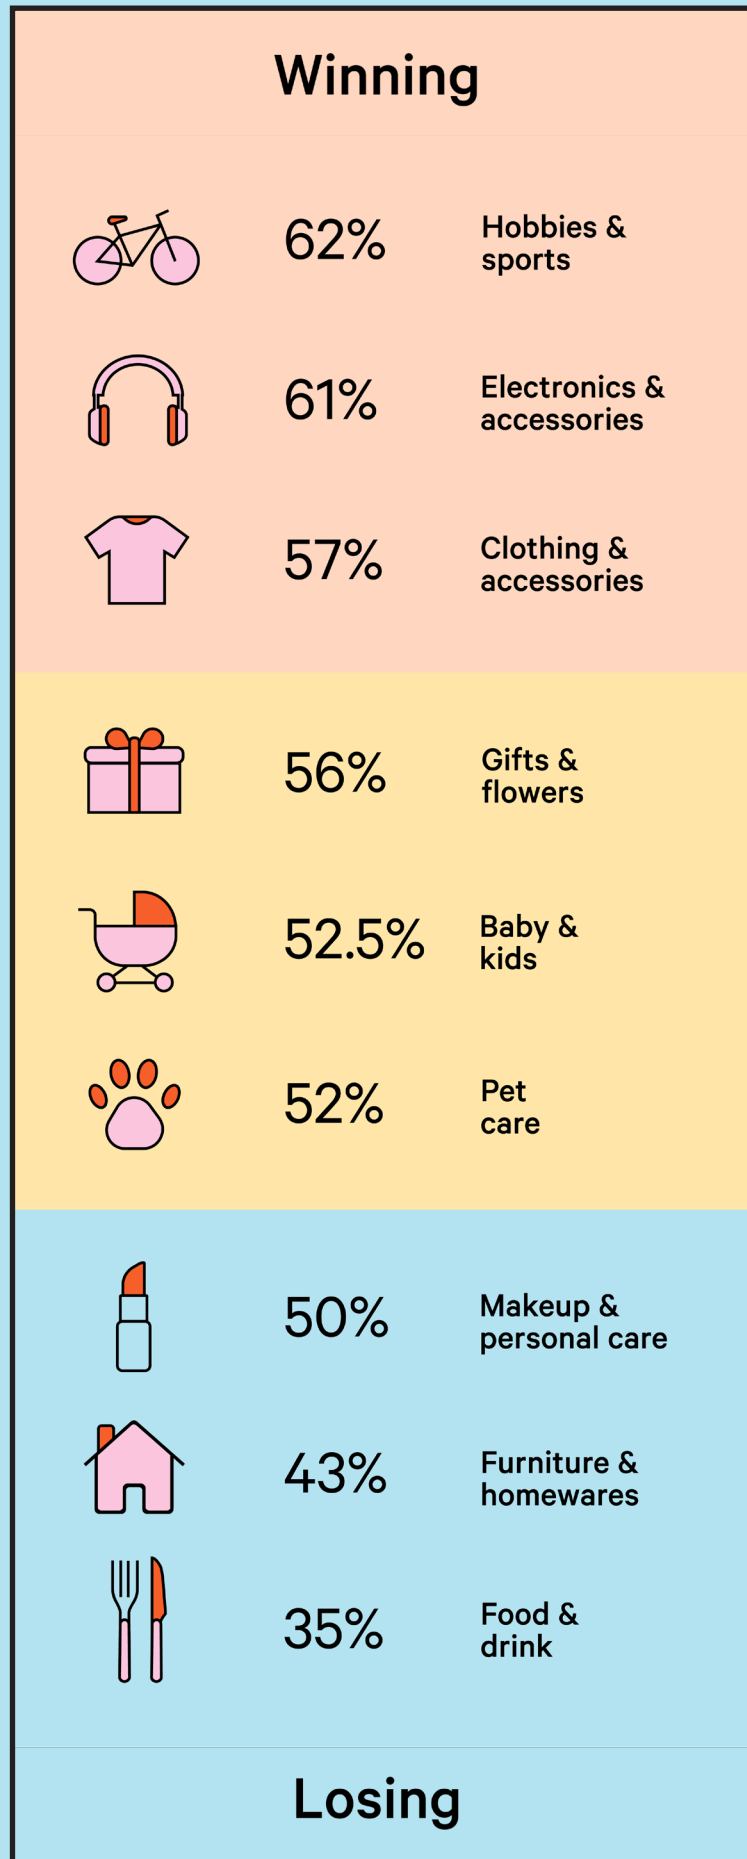 Winning
62%
Hobbies &
sports
61%
Electronics &
accessories
57%
Clothing &
accessories
56%
Gifts &
flowers
52.5%
Baby &
kids
52%
Pet
care
50%
Makeup &
personal care
43%
Furniture &
homewares
35%
Food &
drink
Losing